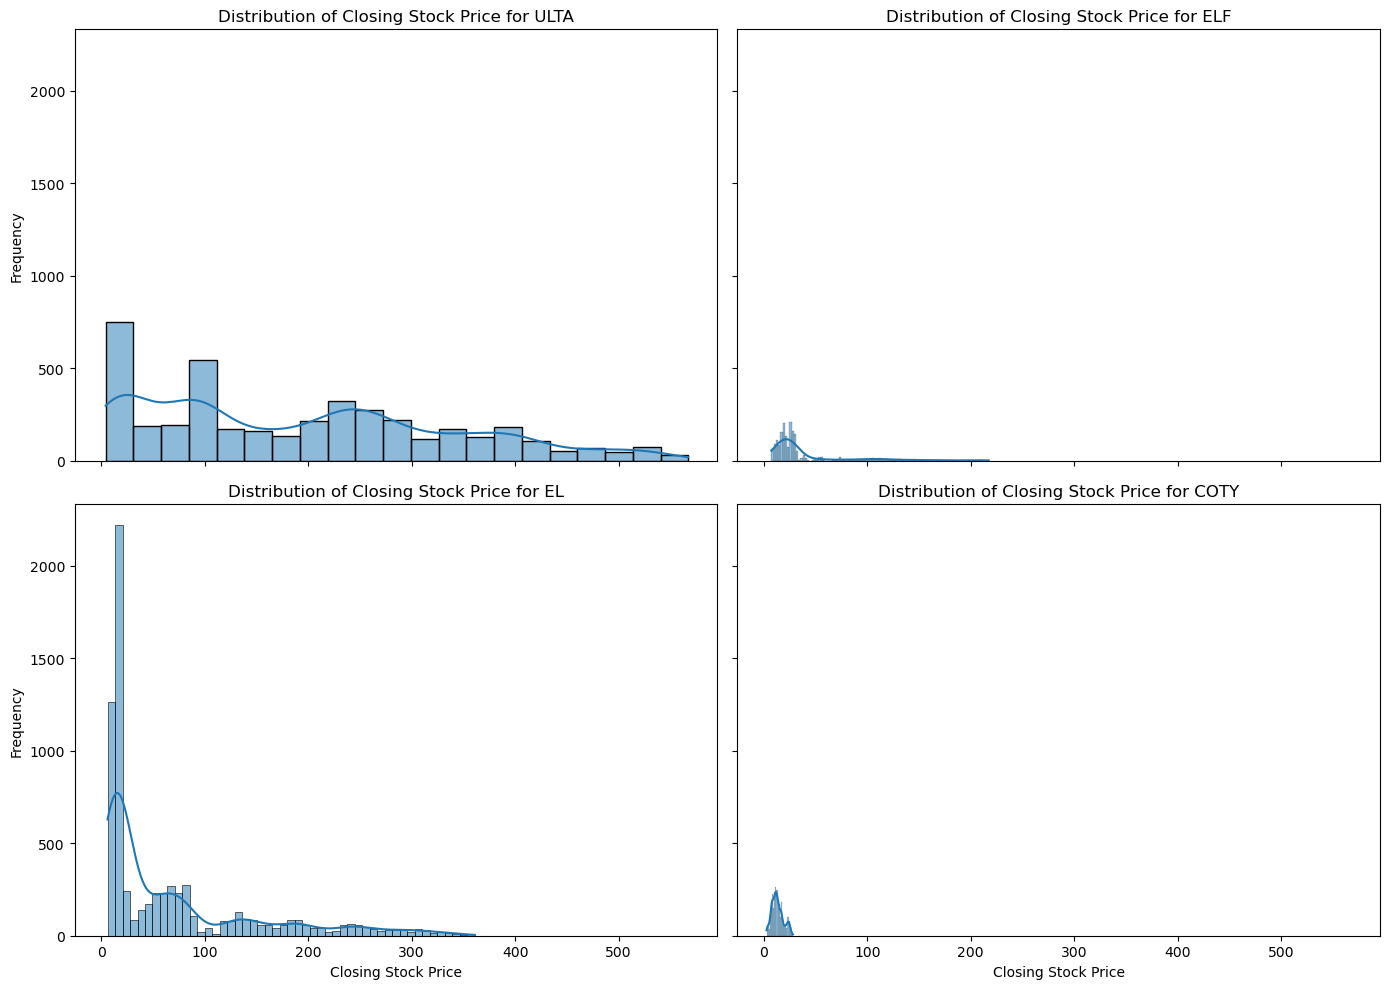 Distribution of Closing Stock Price for ULTA
Distribution of Closing Stock Price for ELF
2000
1500
1000
500
0
Frequency
0 100 200 300 400 500
0 100 200 300 400 500
Distribution of Closing Stock Price for EL
Distribution of Closing Stock Price for COTY
2000
1500
1000
500
0
Frequency
Closing Stock Price
Closing Stock Price